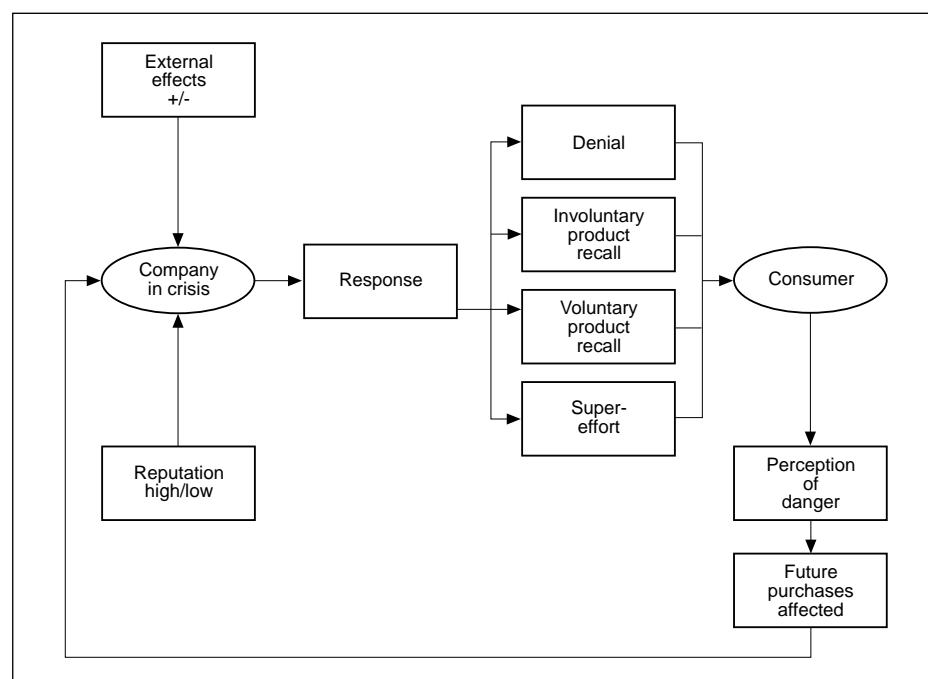 External
effects
+/-
Company
in crisis
Reputation
high/low
Response
Denial
Involuntary
product
recall
Voluntary
product
recall
Super-
effort
Consumer
Perception
of
danger
Future
purchases
affected